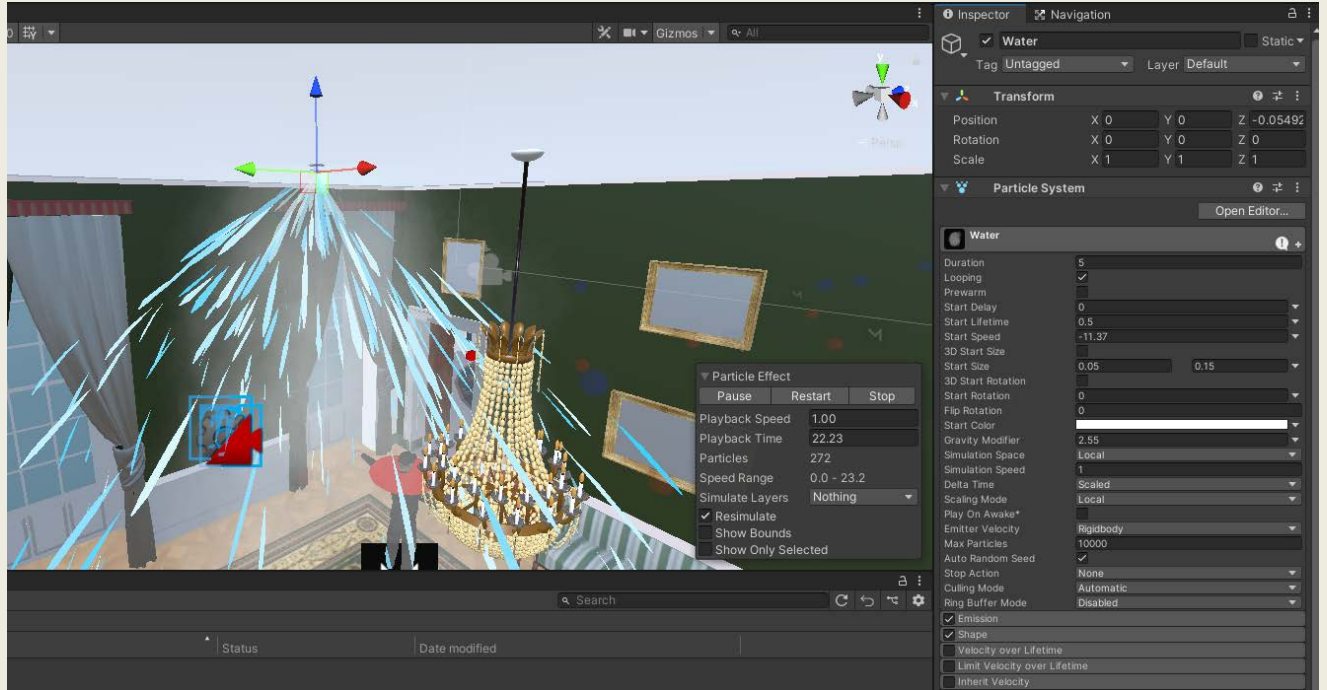 Inspector Navigation
Gizmos All
Water Static
Tag Untagged Layer Default
y
x
Persp
Transform
Position X 0 Y 0 Z -0.05492
Rotation X 0 Y 0 Z 0
Scale X 1 Y 1 Z 1
Particle System
Open Editor...
Water
Duration 5
Looping
Prewarm
Start Delay 0
Start Lifetime 0.5
Start Speed -11.37
3D Start Size
Start Size 0.05 0.15
3D Start Rotation
Start Rotation 0
Flip Rotation 0
Start Color
Gravity Modifier 2.55
Simulation Space Local
Simulation Speed 1
Delta Time Scaled
Scaling Mode Local
Play On Awake*
Emitter Velocity Rigidbody
Max Particles 10000
Auto Random Seed
Stop Action None
Culling Mode Automatic
Ring Buffer Mode Disabled
Emission
Shape
Velocity over Lifetime
Limit Velocity over Lifetime
Inherit Velocity
Particle Effect
Pause Restart Stop
Playback Speed 1.00
Playback Time 22.23
Particles 272
Speed Range 0.0 - 23.2
Simulate Layers Nothing
Resimulate
Show Bounds
Show Only Selected
Search
Status Date modified